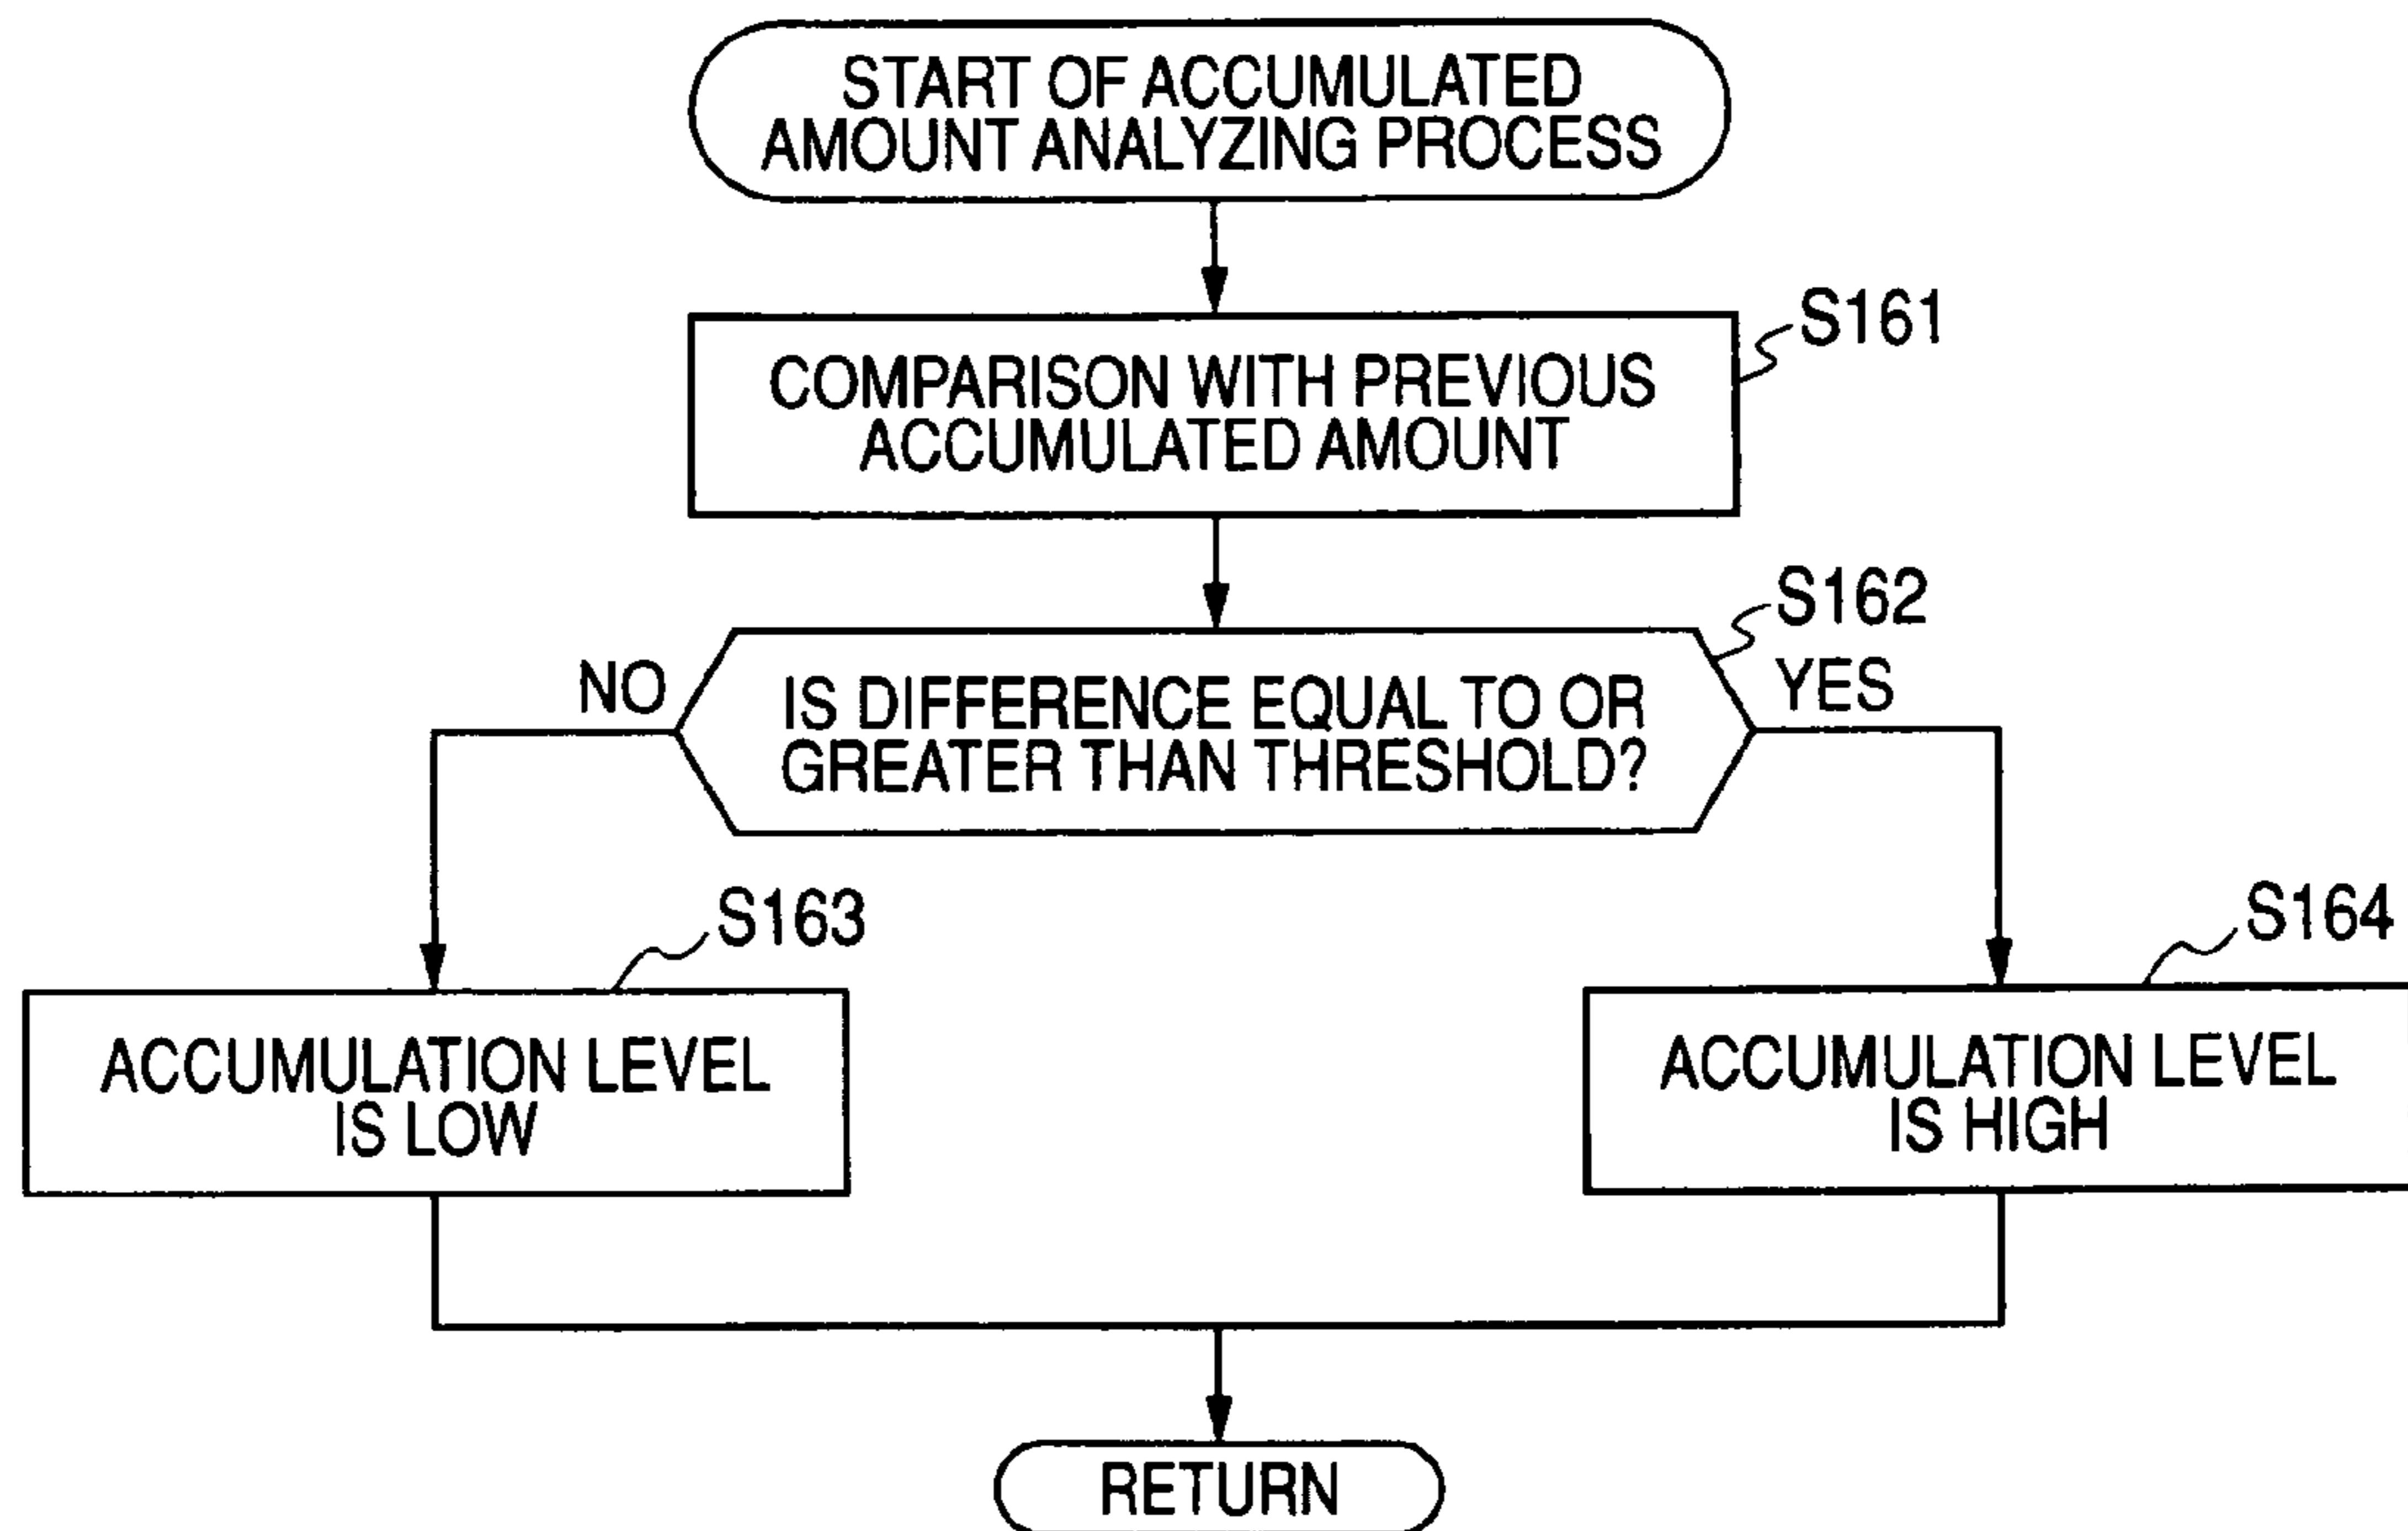 START OF ACCUMULATED
AMOUNT ANALYZING PROCESS
S161
COMPARISON WITH PREVIOUS
ACCUMULATED AMOUNT
S162
NO
YES
IS DIFFERENCE EQUAL TO OR
GREATER THAN THRESHOLD?
S163
S164
ACCUMULATION LEVEL
IS LOW
ACCUMULATION LEVEL
IS HIGH
RETURN